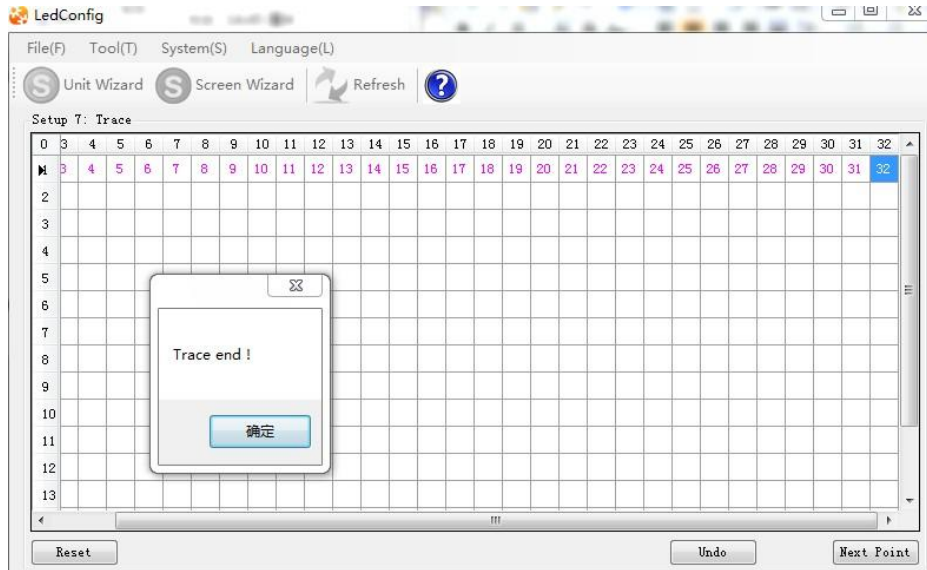 LedConfig
File(F) Tool(T) System(S) Language(L)
Unit Wizard Screen Wizard Refresh
Setup 7: Trace
0 3 4 5 6 7 8 9 10 11 12 13 14 15 16 17 18 19 20 21 22 23 24 25 26 27 28 29 30 31 32
3 4 5 6 7 8 9 10 11 12 13 14 15 16 17 18 19 20 21 22 23 24 25 26 27 28 29 30 31 32
2
3
4
5
6
7
8
9
10
11
12
13
Trace end !
确定
Reset Undo Next Point